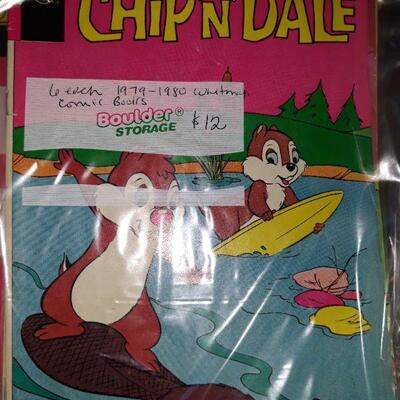 CHIP 'N' DALE
6 each 1979-1980 Whitman
Comic Books
Boulder®
STORAGE $12